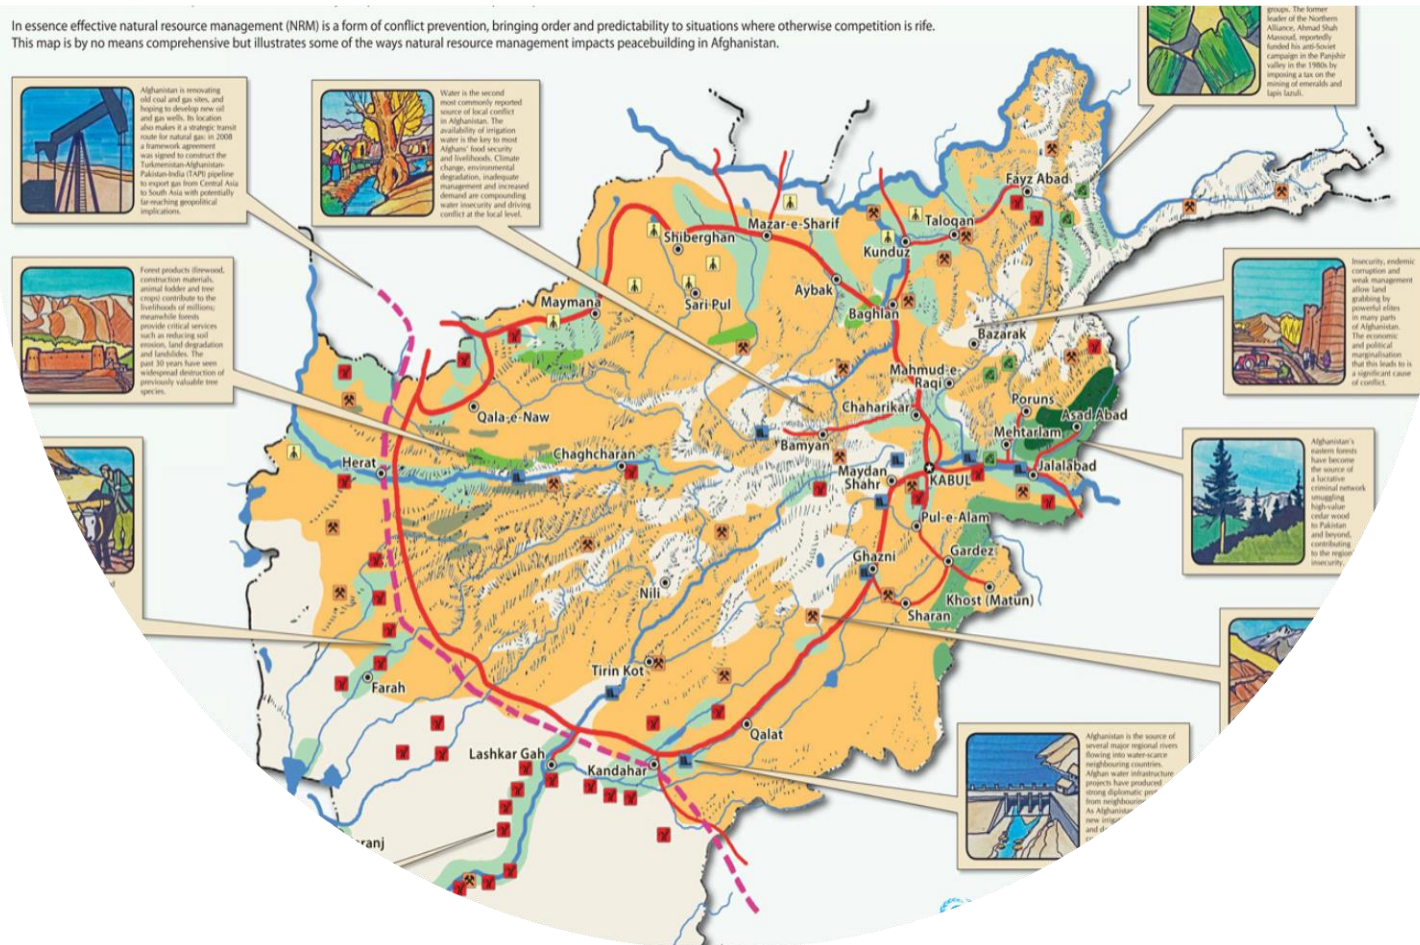 In essence effective natural resource management (NRM) is a form of conflict prevention, bringing order and predictability to situations where otherwise competition is rife.
This map is by no means comprehensive but illustrates some of the ways natural resource management impacts peacebuilding in Afghanistan.
groups. The former
leader of the Northern
Alliance, Ahmad Shah
Massoud, reportedly
funded his anti-Soviet
campaign in the Panjshir
valley in the 1980s by
imposing a tax on the
mining of emeralds and
lapis lazuli.
Afghanistan is renovating
old coal and gas sites, and
hoping to develop new oil
and gas wells. Its location
also makes it a strategic transit
route for natural gas: in 2008
a framework agreement
was signed to construct the
Turkmenistan-Afghanistan-
Pakistan-India (TAPI) pipeline
to export gas from Central Asia
to South Asia with potentially
far-reaching geopolitical
implications.
Water is the second
most commonly reported
source of local conflict
in Afghanistan. The
availability of irrigation
water is the key to most
Afghans' food security
and livelihoods. Climate
change, environmental
degradation, inadequate
management and increased
demand are compounding
water insecurity and driving
conflict at the local level.
Forest products (firewood,
construction materials,
animal fodder and tree
crops) contribute to the
livelihoods of millions;
meanwhile forests
provide critical services
such as reducing soil
erosion, land degradation
and landslides. The
past 30 years have seen
widespread destruction of
previously valuable tree
species.
Insecurity, endemic
corruption and
weak management
allow land
grabbing by
powerful elites
in many parts
of Afghanistan.
The economic
and political
marginalisation
that this leads to is
a significant cause
of conflict.
Afghanistan's
eastern forests
have become
the source of
a lucrative
criminal network
smuggling
high-value
cedar wood
to Pakistan
and beyond,
contributing
to the region
insecurity.
Afghanistan is the source of
several major regional rivers
flowing into water-scarce
neighbouring countries.
Afghan water infrastructure
projects have produced
strong diplomatic
from neighbouring
As Afghanistan
new
and
Fayz Abad
Taloqan
Kunduz
Mazar-e-Sharif
Shiberghan
Aybak
Sari-Pul
Maymana
Baghlan
Bazarak
Mahmud-e-
Raqi
Poruns
Asad Abad
Chaharikar
Mehtarlam
Qala-e-Naw
Bamyan
Chaghcharan
Herat
Maydan
Shahr
KABUL
Jalalabad
Pul-e-Alam
Gardez
Ghazni
Khost (Matun)
Nili
Sharan
Tirin Kot
Farah
Qalat
Lashkar Gah
Kandahar
ranj